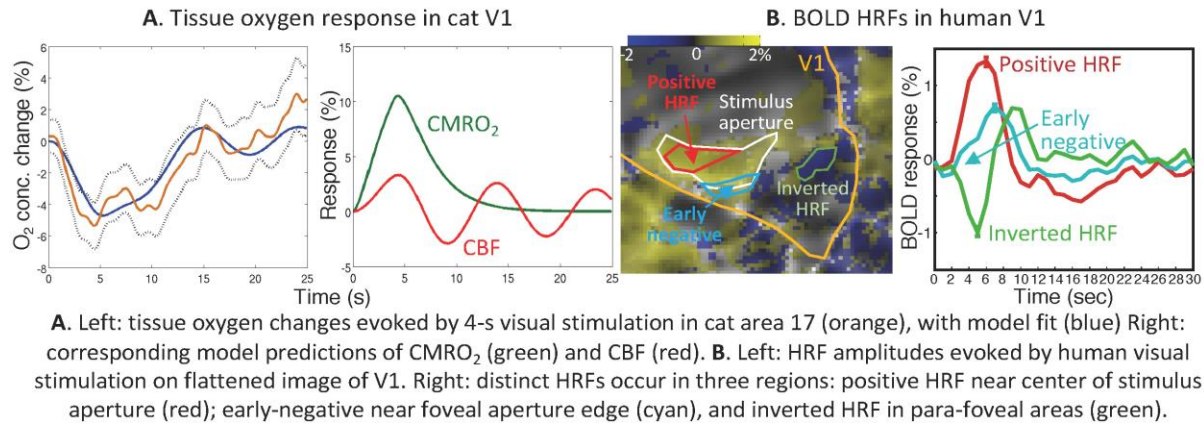 A. Tissue oxygen response in cat V1
B. BOLD HRFs in human V1
6
4
2
0
-2
-4
-6
-8
O₂ conc. change (%)
0 5 10 15 20 25
15
10
5
0
-5
Response (%)
CMRO₂
CBF
0 5 10 15 20 25
Time (s)
-2 0 2%
V1
Positive
HRF
Stimulus
aperture
Inverted
HRF
Early
negative
1
0
-1
BOLD response (%)
Positive HRF
Early
negative
Inverted HRF
0 2 4 6 8 10 12 14 16 18 20 22 24 26 28 30
Time (sec)
A. Left: tissue oxygen changes evoked by 4-s visual stimulation in cat area 17 (orange), with model fit (blue) Right:
corresponding model predictions of CMRO₂ (green) and CBF (red). B. Left: HRF amplitudes evoked by human visual
stimulation on flattened image of V1. Right: distinct HRFs occur in three regions: positive HRF near center of stimulus
aperture (red); early-negative near foveal aperture edge (cyan), and inverted HRF in para-foveal areas (green).